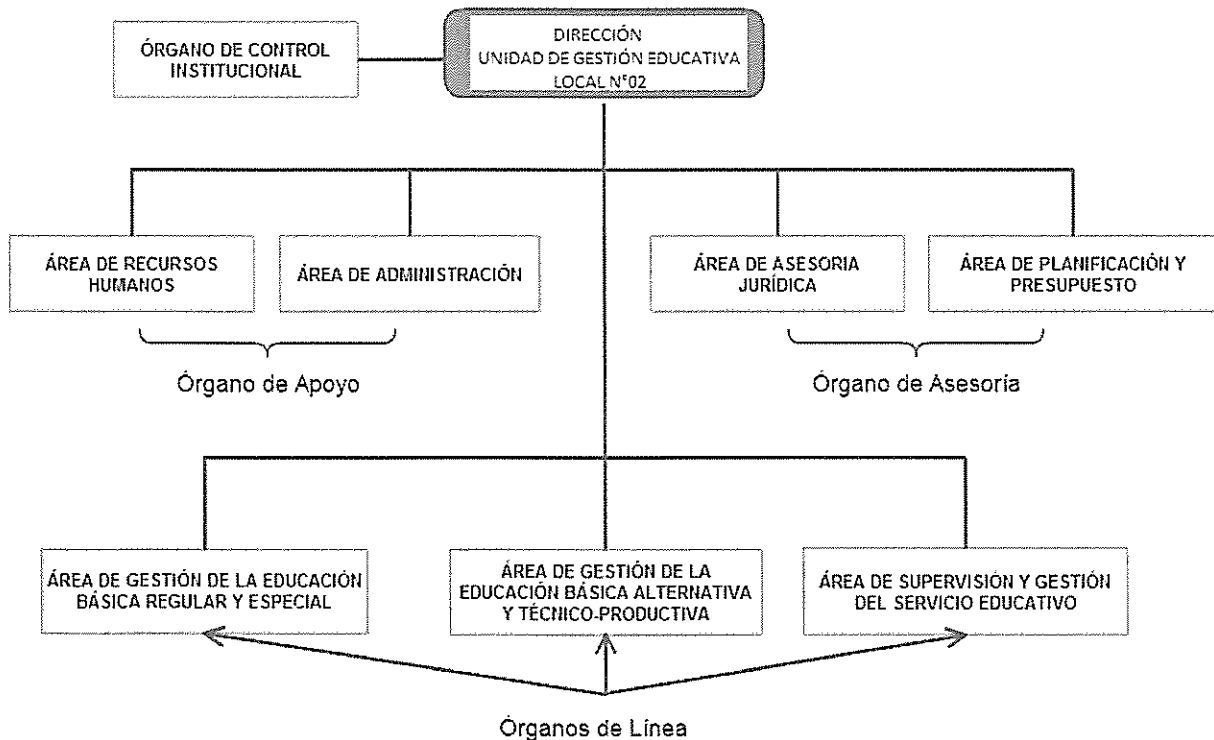 ÓRGANO DE CONTROL
INSTITUCIONAL
DIRECCIÓN
UNIDAD DE GESTIÓN EDUCATIVA
LOCAL N°02
ÁREA DE RECURSOS
HUMANOS
ÁREA DE ADMINISTRACIÓN
ÁREA DE ASESORIA
JURÍDICA
ÁREA DE PLANIFICACIÓN Y
PRESUPUESTO
Órgano de Apoyo
Órgano de Asesoría
ÁREA DE GESTIÓN DE LA EDUCACIÓN
BÁSICA REGULAR Y ESPECIAL
ÁREA DE GESTIÓN DE LA
EDUCACIÓN BÁSICA ALTERNATIVA
Y TÉCNICO-PRODUCTIVA
ÁREA DE SUPERVISIÓN Y GESTIÓN
DEL SERVICIO EDUCATIVO
Órganos de Línea